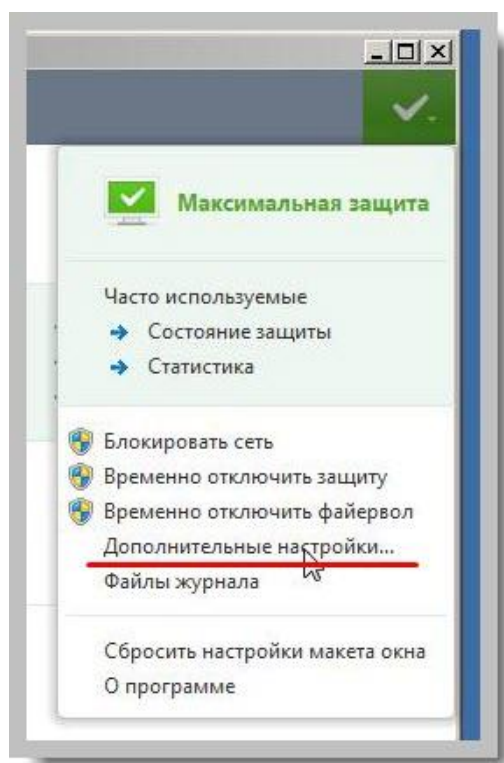 Максимальная защита
Часто используемые
Состояние защиты
Статистика
Блокировать сеть
Временно отключить защиту
Временно отключить файервол
Дополнительные настройки...
Файлы журнала
Сбросить настройки макета окна
О программе